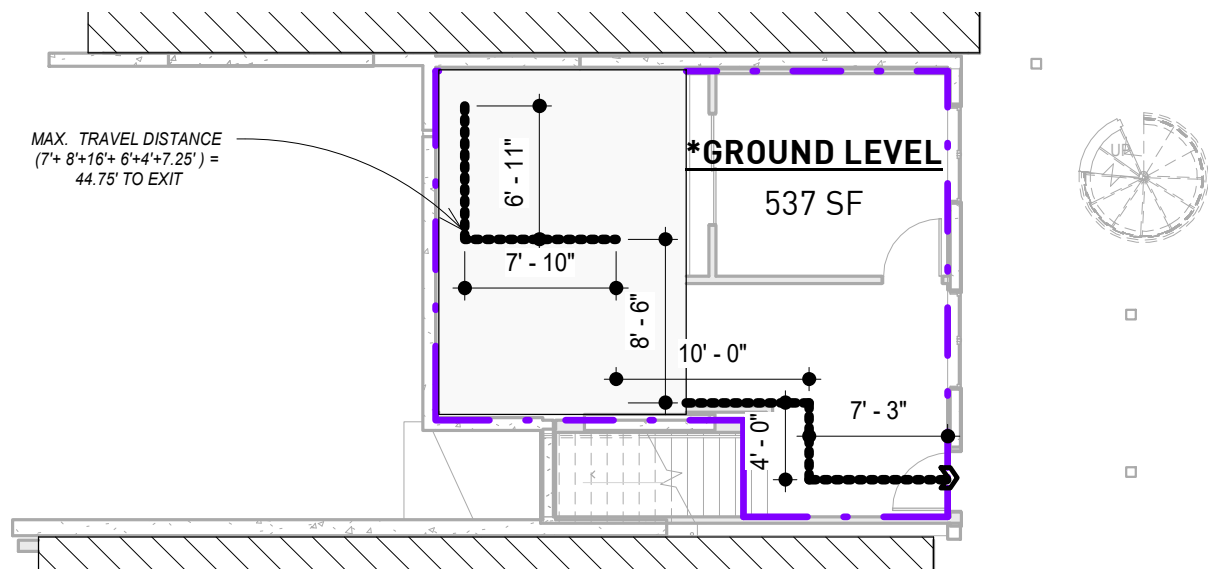 MAX. TRAVEL DISTANCE
(7'+ 8'+16'+ 6'+4'+7.25' ) =
44.75' TO EXIT
6' - 11"
7' - 10"
8' - 6"
10' - 0"
4' - 0"
7' - 3"
*GROUND LEVEL
537 SF
UP